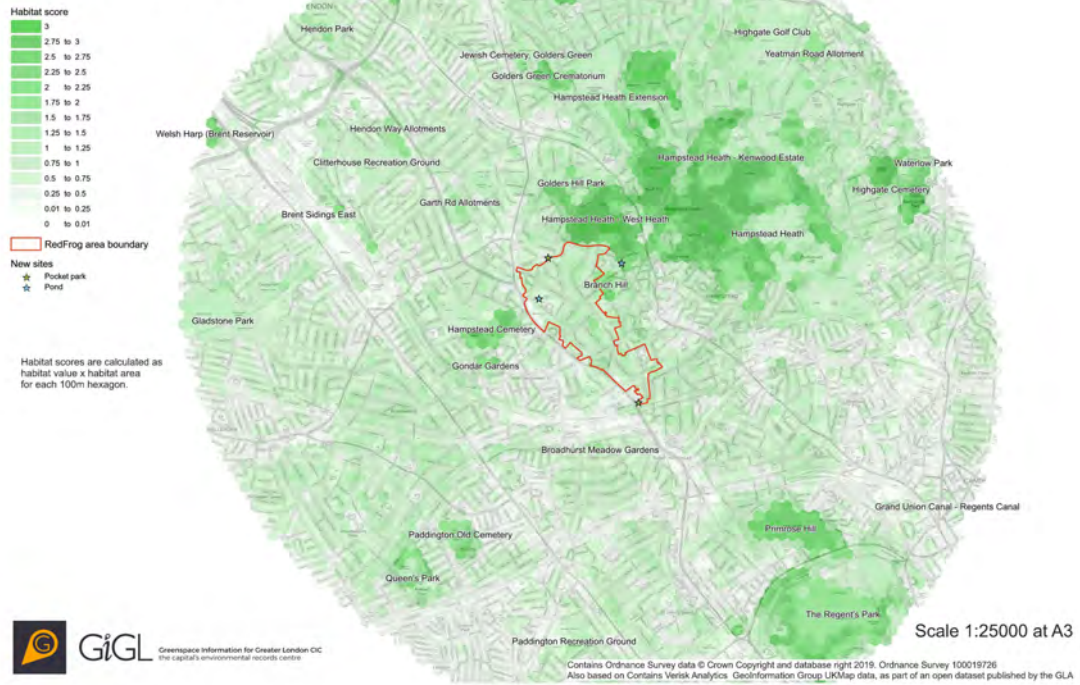 Habitat score
3
2.75 to 3
2.5 to 2.75
2.25 to 2.5
2 to 2.25
1.75 to 2
1.5 to 1.75
1.25 to 1.5
1 to 1.25
0.75 to 1
0.5 to 0.75
0.25 to 0.5
0.01 to 0.25
0 to 0.01
RedFrog area boundary
New sites
Pocket park
Pond
Habitat scores are calculated as
habitat value x habitat area
for each 100m hexagon.
ENDON
Hendon Park
Highgate Golf Club
Jewish Cemetery, Golders Green
Yeatman Road Allotment
Golders Green Crematorium
Hampstead Heath Extension
Welsh Harp (Brent Reservoir)
Hendon Way Allotments
Clitterhouse Recreation Ground
Hampstead Heath - Kenwood Estate
Waterlow Park
Golders Hill Park
Highgate Cemetery
Garth Rd Allotments
Brent Sidings East
Hampstead Heath - West Heath
Hampstead Heath
Branch Hill
Gladstone Park
Hampstead Cemetery
Gondar Gardens
Broadhurst Meadow Gardens
Grand Union Canal - Regents Canal
Primrose Hill
Paddington Old Cemetery
Queen's Park
The Regent's Park
Paddington Recreation Ground
Scale 1:25000 at A3
G
GiGL
Greenspace Information for Greater London CIC
the capital's environmental records centre
Contains Ordnance Survey data © Crown Copyright and database right 2019. Ordnance Survey 100019726
Also based on Contains Verisk Analytics GeoInformation Group UKMap data, as part of an open dataset published by the GLA